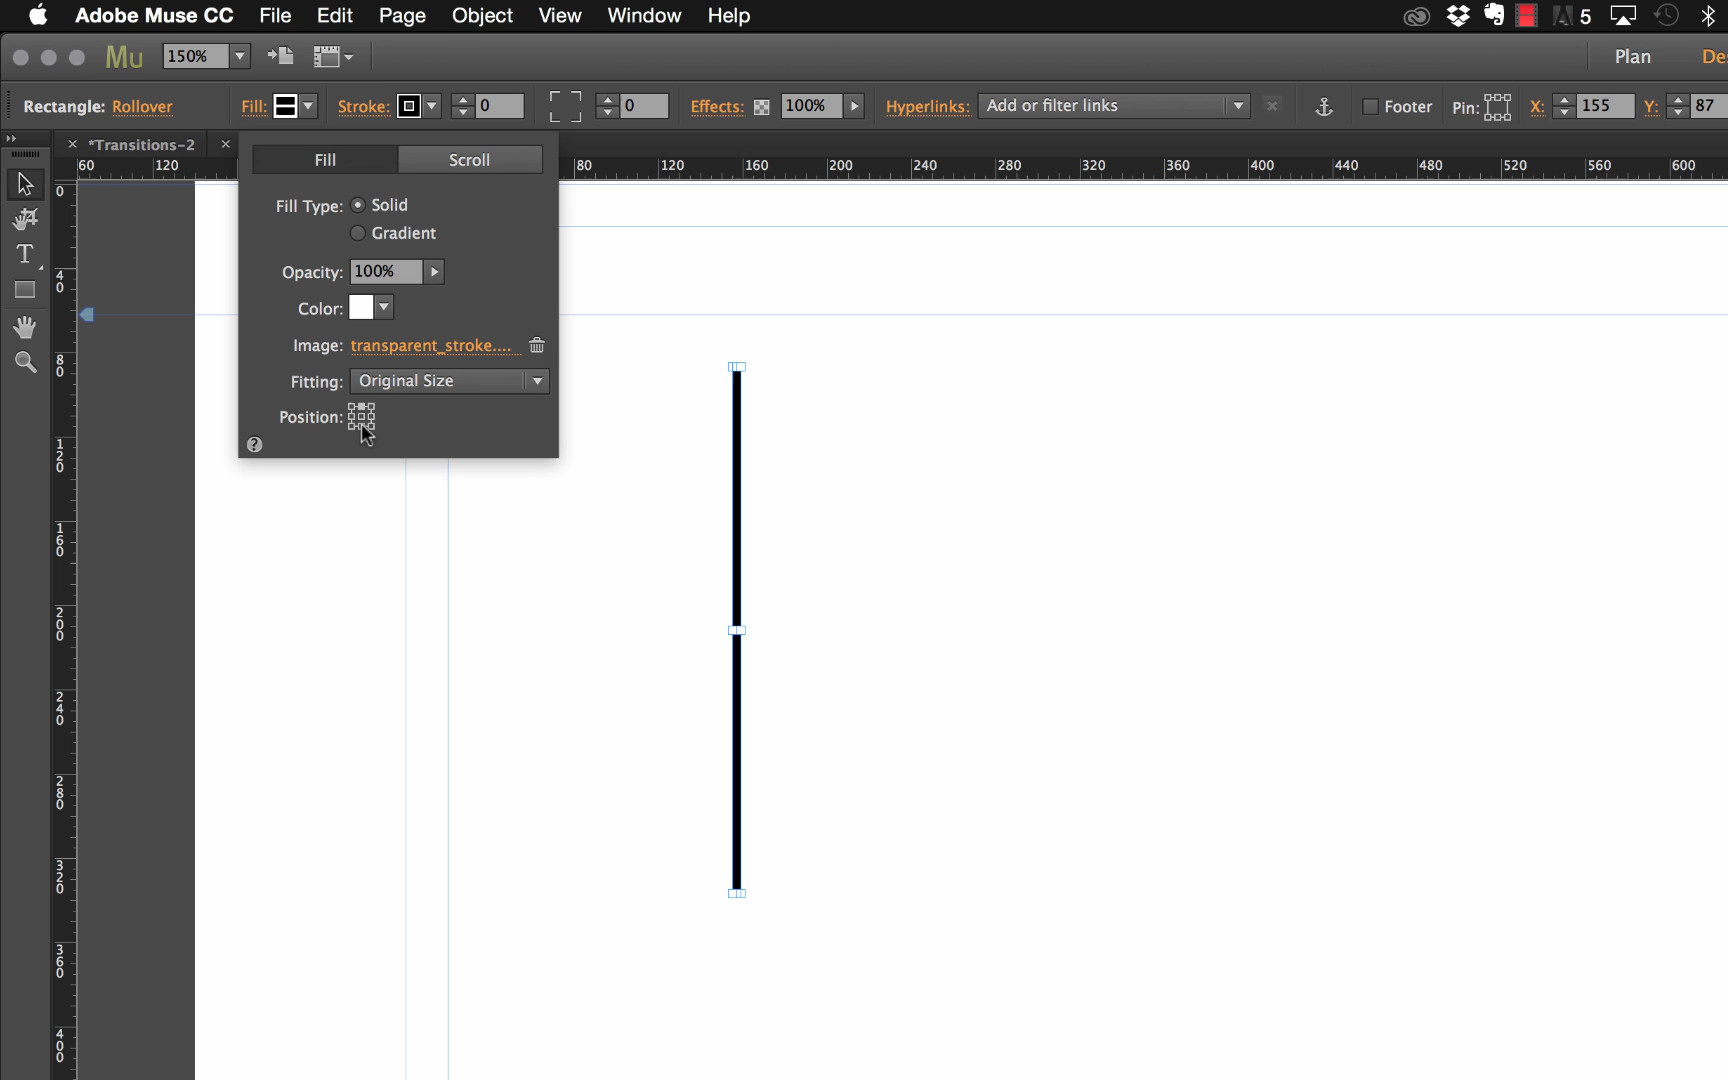 Adobe Muse CC File Edit Page Object View Window Help 5
Mu 150% Plan Des
Rectangle: Rollover Fill: Stroke: 0 0 Effects: 100% Hyperlinks: Add or filter links Footer Pin: X: 155 Y: 87
*Transitions-2
60 120 80 120 160 200 240 280 320 360 400 440 480 520 560 600
Fill Scroll
Fill Type: Solid
Gradient
Opacity: 100%
Color:
Image: transparent_stroke....
Fitting: Original Size
Position:
?
0
40
80
120
160
200
240
280
320
360
400